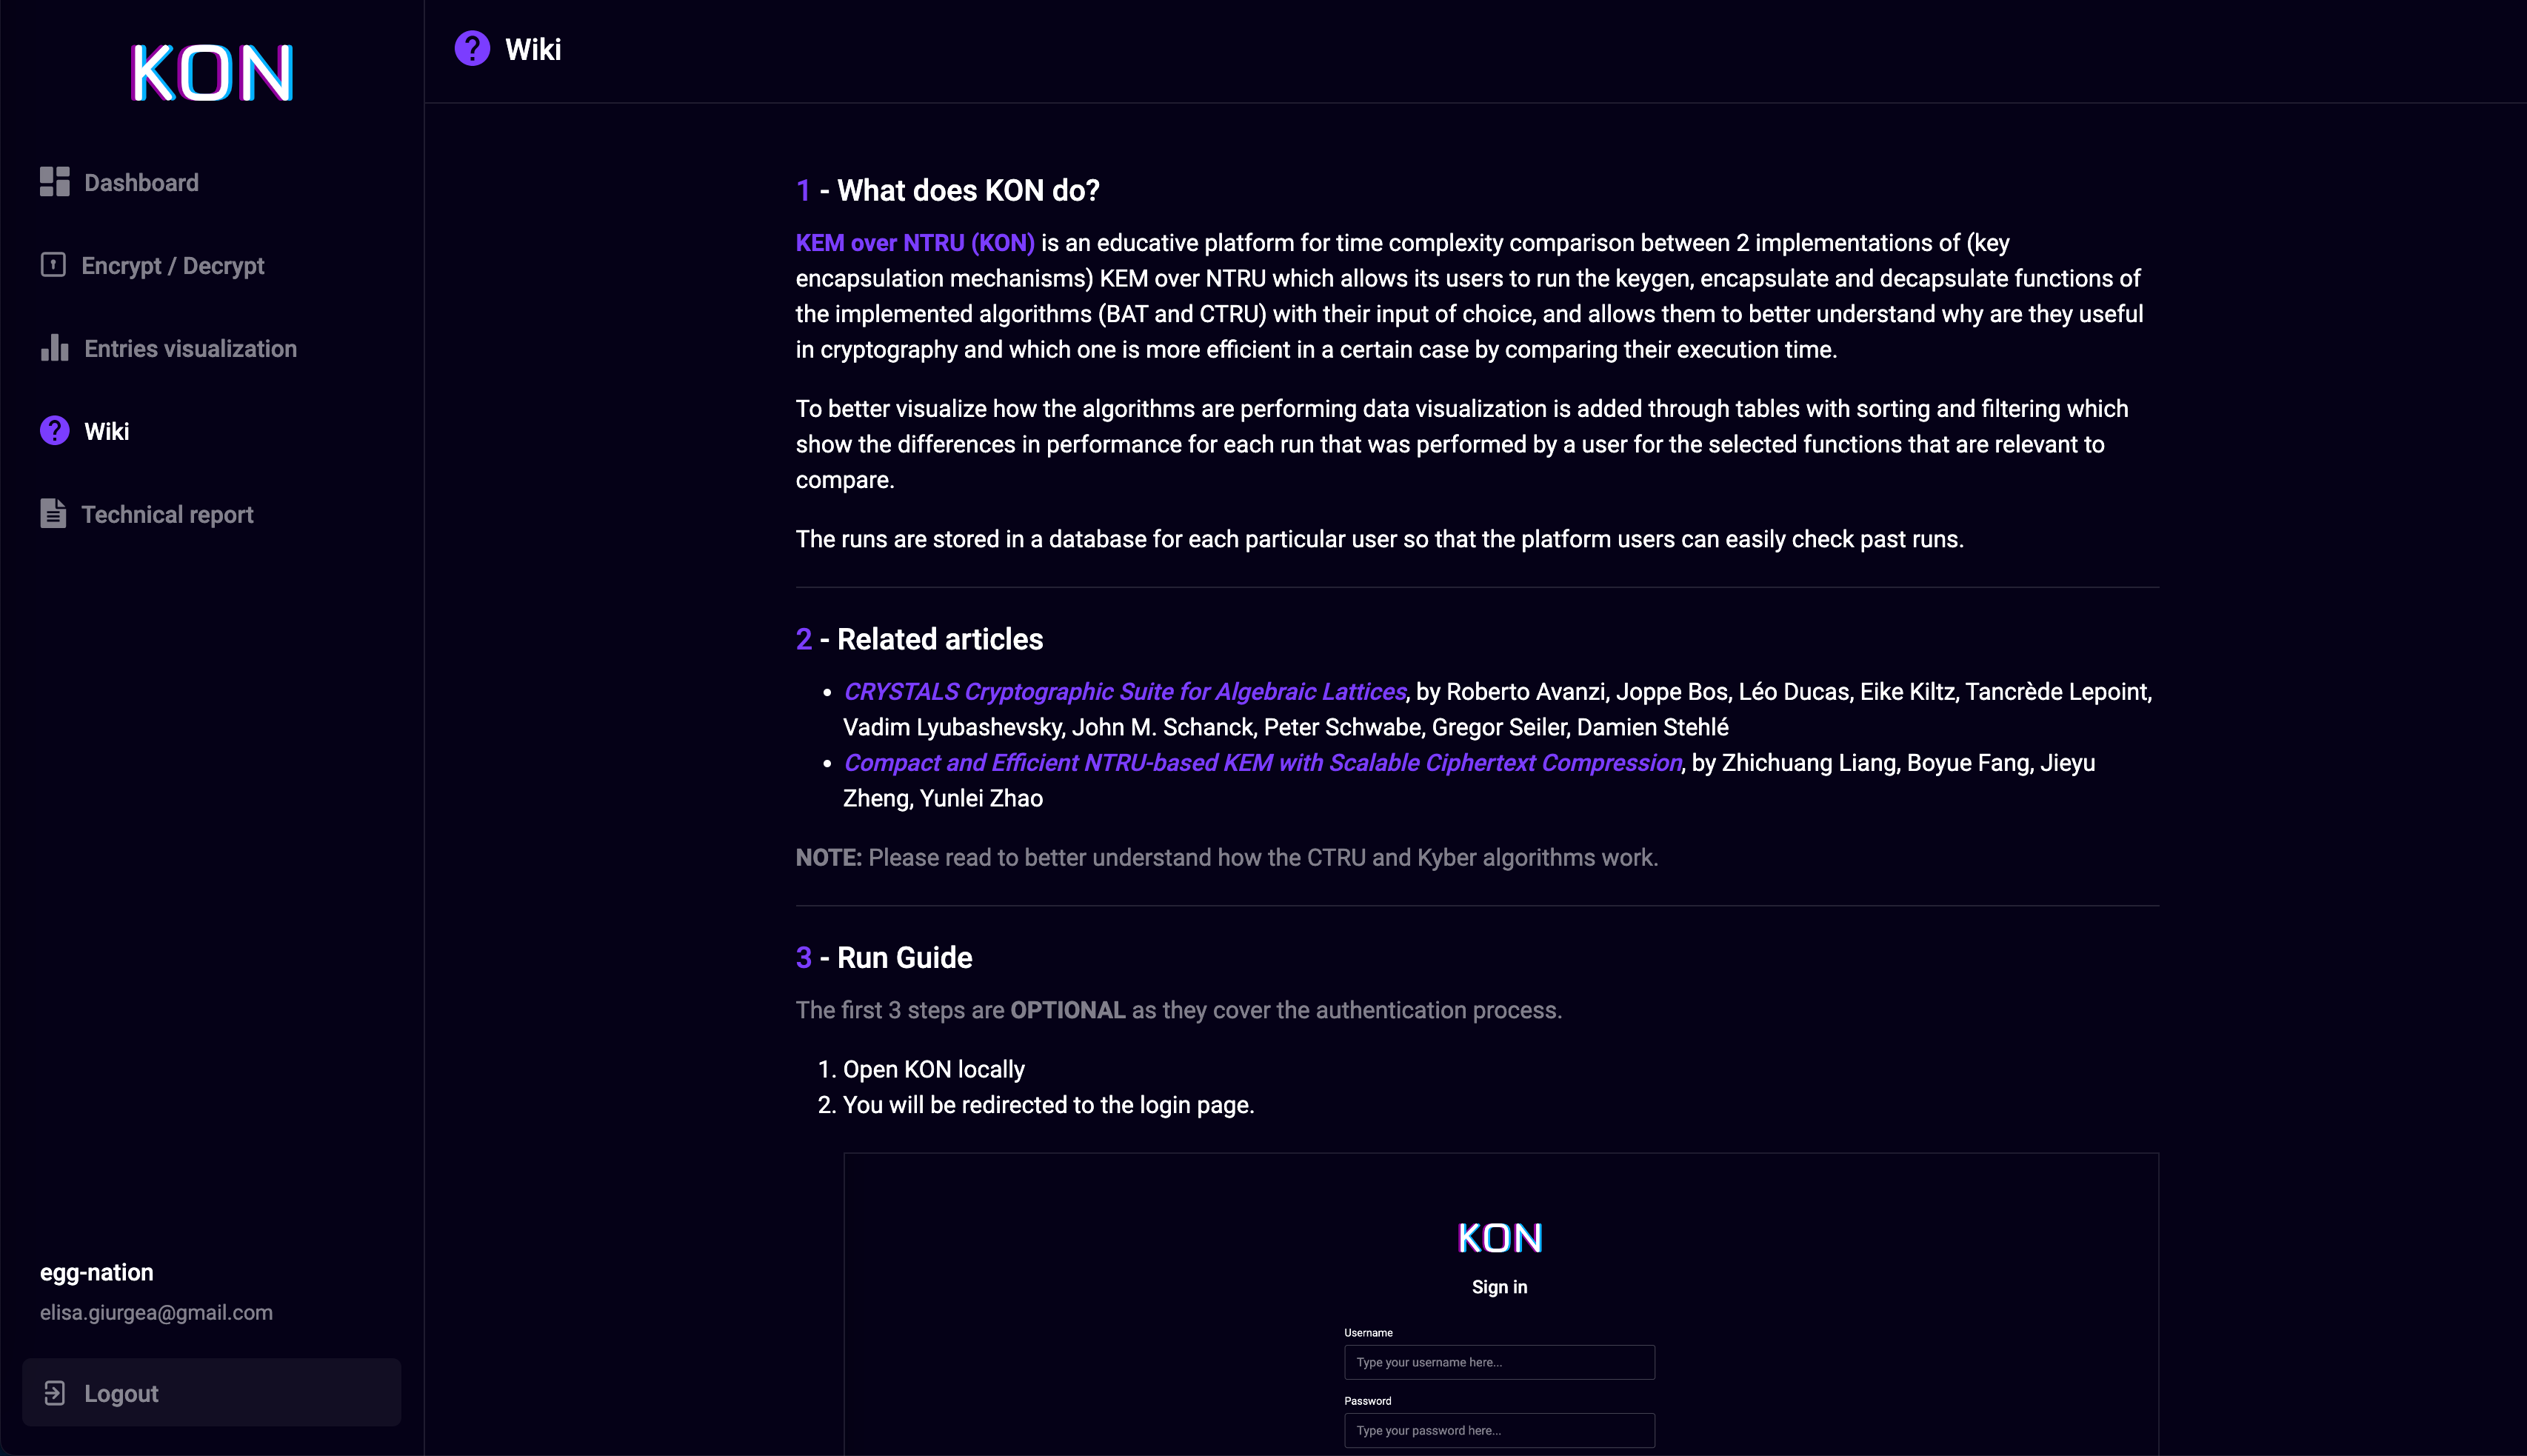 KON
Dashboard
Encrypt / Decrypt
Entries visualization
Wiki
Technical report
egg-nation
elisa.giurgea@gmail.com
Logout
Wiki
1 - What does KON do?
KEM over NTRU (KON) is an educative platform for time complexity comparison between 2 implementations of (key
encapsulation mechanisms) KEM over NTRU which allows its users to run the keygen, encapsulate and decapsulate functions of
the implemented algorithms (BAT and CTRU) with their input of choice, and allows them to better understand why are they useful
in cryptography and which one is more efficient in a certain case by comparing their execution time.
To better visualize how the algorithms are performing data visualization is added through tables with sorting and filtering which
show the differences in performance for each run that was performed by a user for the selected functions that are relevant to
compare.
The runs are stored in a database for each particular user so that the platform users can easily check past runs.
2 - Related articles
• CRYSTALS Cryptographic Suite for Algebraic Lattices, by Roberto Avanzi, Joppe Bos, Léo Ducas, Eike Kiltz, Tancrède Lepoint,
Vadim Lyubashevsky, John M. Schanck, Peter Schwabe, Gregor Seiler, Damien Stehlé
• Compact and Efficient NTRU-based KEM with Scalable Ciphertext Compression, by Zhichuang Liang, Boyue Fang, Jieyu
Zheng, Yunlei Zhao
NOTE: Please read to better understand how the CTRU and Kyber algorithms work.
3 - Run Guide
The first 3 steps are OPTIONAL as they cover the authentication process.
1. Open KON locally
2. You will be redirected to the login page.
KON
Sign in
Username
Type your username here...
Password
Type your password here...